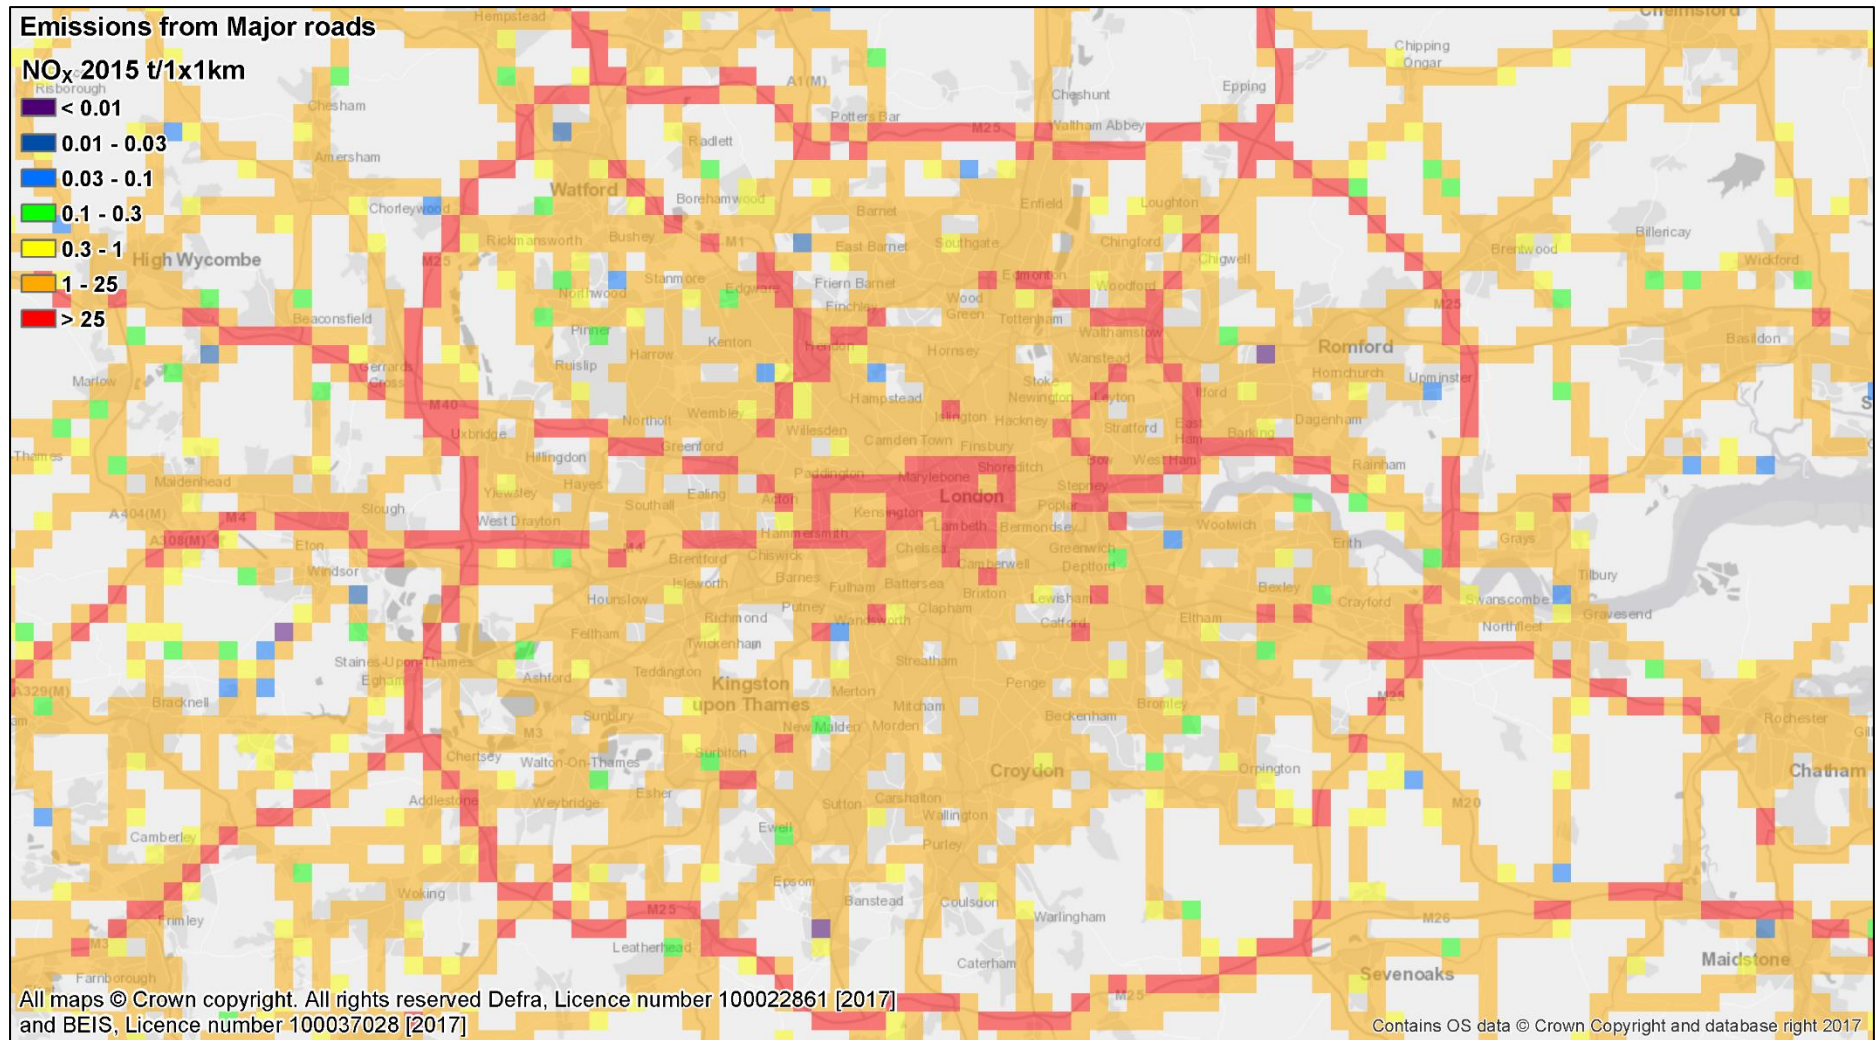 Emissions from Major roads
NOx 2015 t/1x1km
< 0.01
0.01 - 0.03
0.03 - 0.1
0.1 - 0.3
0.3 - 1
1 - 25
> 25
Hempstead
Chelmsford
Chipping
Ongar
Risborough
A1(M)
Epping
Chesham
Cheshunt
Potters Bar
M25
Waltham Abbey
Radlett
Amersham
Watford
Borehamwood
Enfield
Loughton
Chorleywood
Barnet
Rickmansworth
Bushey
M1
East Barnet
Southgate
Chingford
Billericay
High Wycombe
M25
Chigwell
Brentwood
Wickford
Stanmore
Edgware
Friern Barnet
Edmonton
Woodford
Northwood
Finchley
Wood
Green
M25
Beaconsfield
Tottenham
Pinner
Kenton
Hendon
Hornsey
Walthamstow
Romford
Basildon
Harrow
Wanstead
Ruislip
Gerrards
Cross
Marlow
Stoke
Newington
Hornchurch
Upminster
Hampstead
Leyton
Ilford
M40
Northolt
Wembley
Islington
Hackney
Dagenham
Uxbridge
Willesden
Stratford
East
Ham
Barking
Camden Town
Finsbury
Greenford
Thames
Hillingdon
Bow
West Ham
Rainham
Paddington
Marylebone
Shoreditch
Maidenhead
Hayes
Yiewsley
Ealing
Acton
London
Stepney
Southall
Poplar
A404(M)
M4
Slough
West Drayton
Kensington
Lambeth
Bermondsey
Woolwich
A308(M)
Eton
Hammersmith
Erith
Grays
M4
Brentford
Chiswick
Chelsea
Greenwich
Windsor
Camberwell
Deptford
Tilbury
Isleworth
Barnes
Fulham
Battersea
Bexley
Hounslow
Brixton
Lewisham
Crayford
Swanscombe
Richmond
Putney
Clapham
Gravesend
Wandsworth
Catford
Eltham
Northfleet
Feltham
Twickenham
Staines-Upon-Thames
Streatham
Egham
Ashford
Teddington
Kingston
upon Thames
Penge
A329(M)
Merton
M25
Bracknell
Mitcham
Bromley
Sunbury
Beckenham
Rochester
New Malden
Morden
M3
Chertsey
Walton-On-Thames
Surbiton
Croydon
Orpington
Chatham
Addlestone
Weybridge
Esher
Sutton
Carshalton
M20
Wallington
Camberley
Ewell
Purley
Epsom
Woking
Banstead
Coulsdon
M25
Warlingham
M26
Frimley
M3
Leatherhead
Maidstone
Caterham
Sevenoaks
Farnborough
M25
All maps © Crown copyright. All rights reserved Defra, Licence number 100022861 [2017]
and BEIS, Licence number 100037028 [2017]
Contains OS data © Crown Copyright and database right 2017